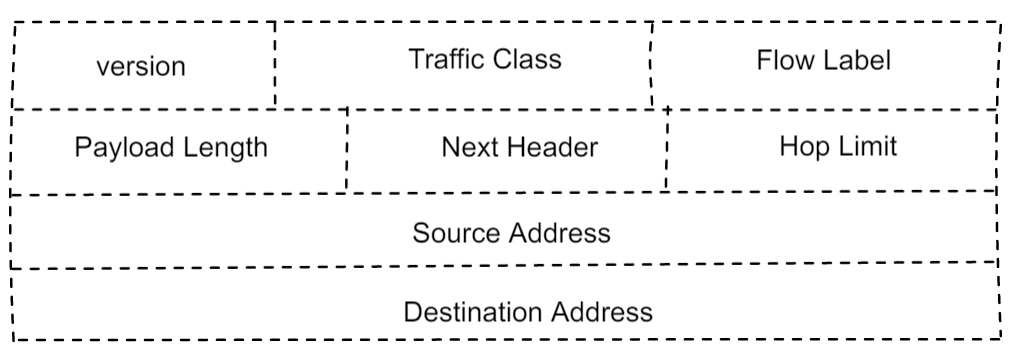 version Traffic Class Flow Label
Payload Length Next Header Hop Limit
Source Address
Destination Address